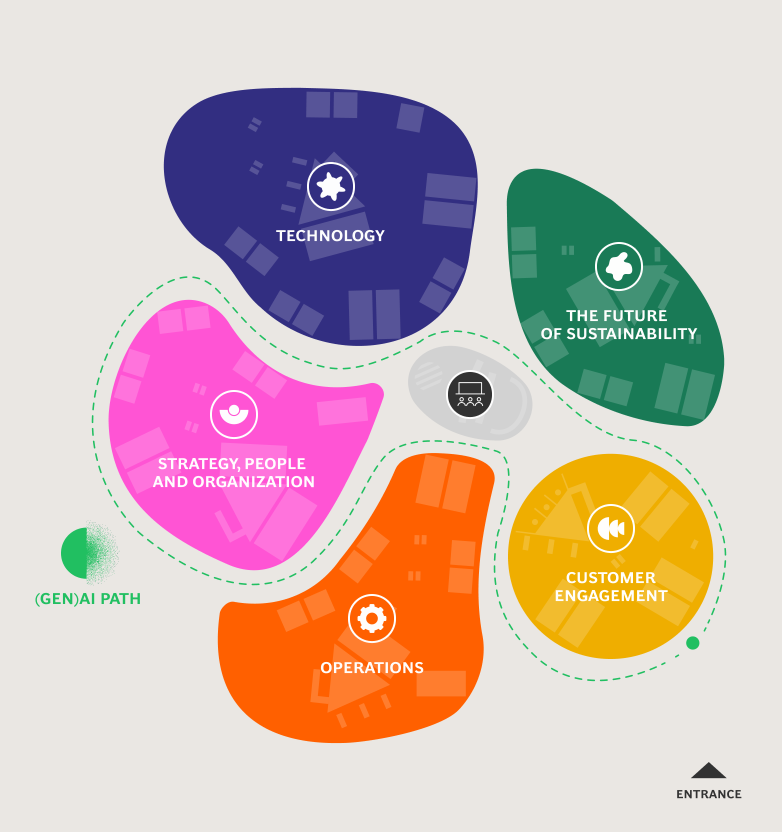 TECHNOLOGY
THE FUTURE
OF SUSTAINABILITY
STRATEGY, PEOPLE
AND ORGANIZATION
CUSTOMER
ENGAGEMENT
(GEN)AI PATH
OPERATIONS
ENTRANCE